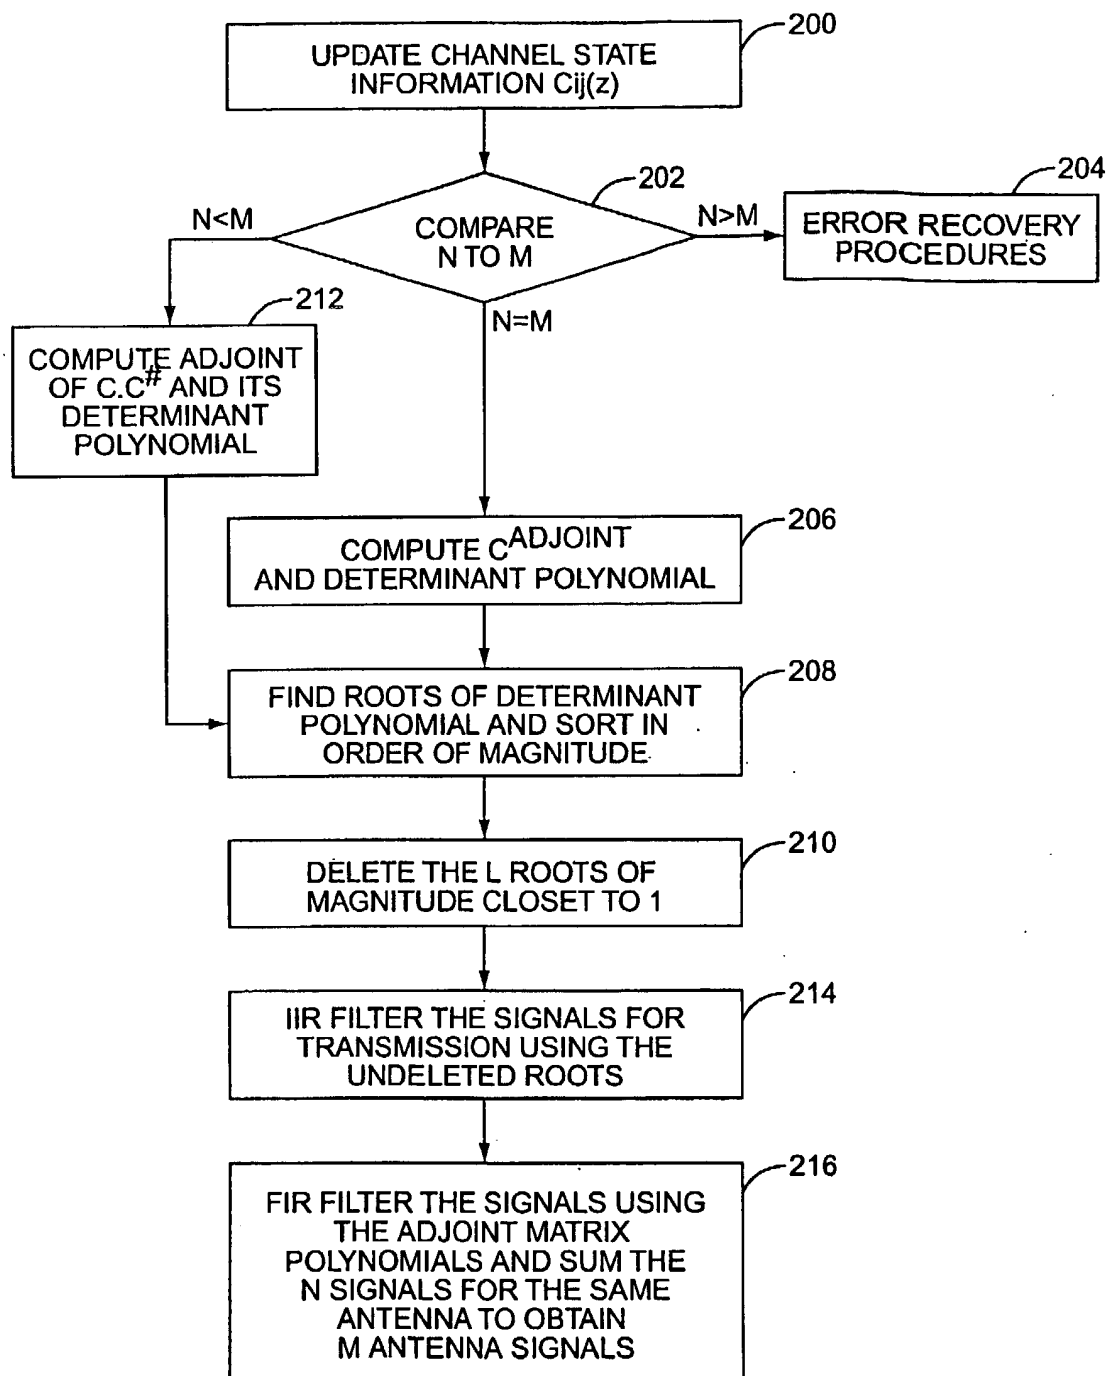 200
UPDATE CHANNEL STATE
INFORMATION Cij(z)
202
204
N<M
COMPARE
N TO M
N>M
ERROR RECOVERY
PROCEDURES
212
N=M
COMPUTE ADJOINT
OF C.C# AND ITS
DETERMINANT
POLYNOMIAL
206
COMPUTE CADJOINT
AND DETERMINANT POLYNOMIAL
208
FIND ROOTS OF DETERMINANT
POLYNOMIAL AND SORT IN
ORDER OF MAGNITUDE
210
DELETE THE L ROOTS OF
MAGNITUDE CLOSET TO 1
214
IIR FILTER THE SIGNALS FOR
TRANSMISSION USING THE
UNDELETED ROOTS
216
FIR FILTER THE SIGNALS USING
THE ADJOINT MATRIX
POLYNOMIALS AND SUM THE
N SIGNALS FOR THE SAME
ANTENNA TO OBTAIN
M ANTENNA SIGNALS